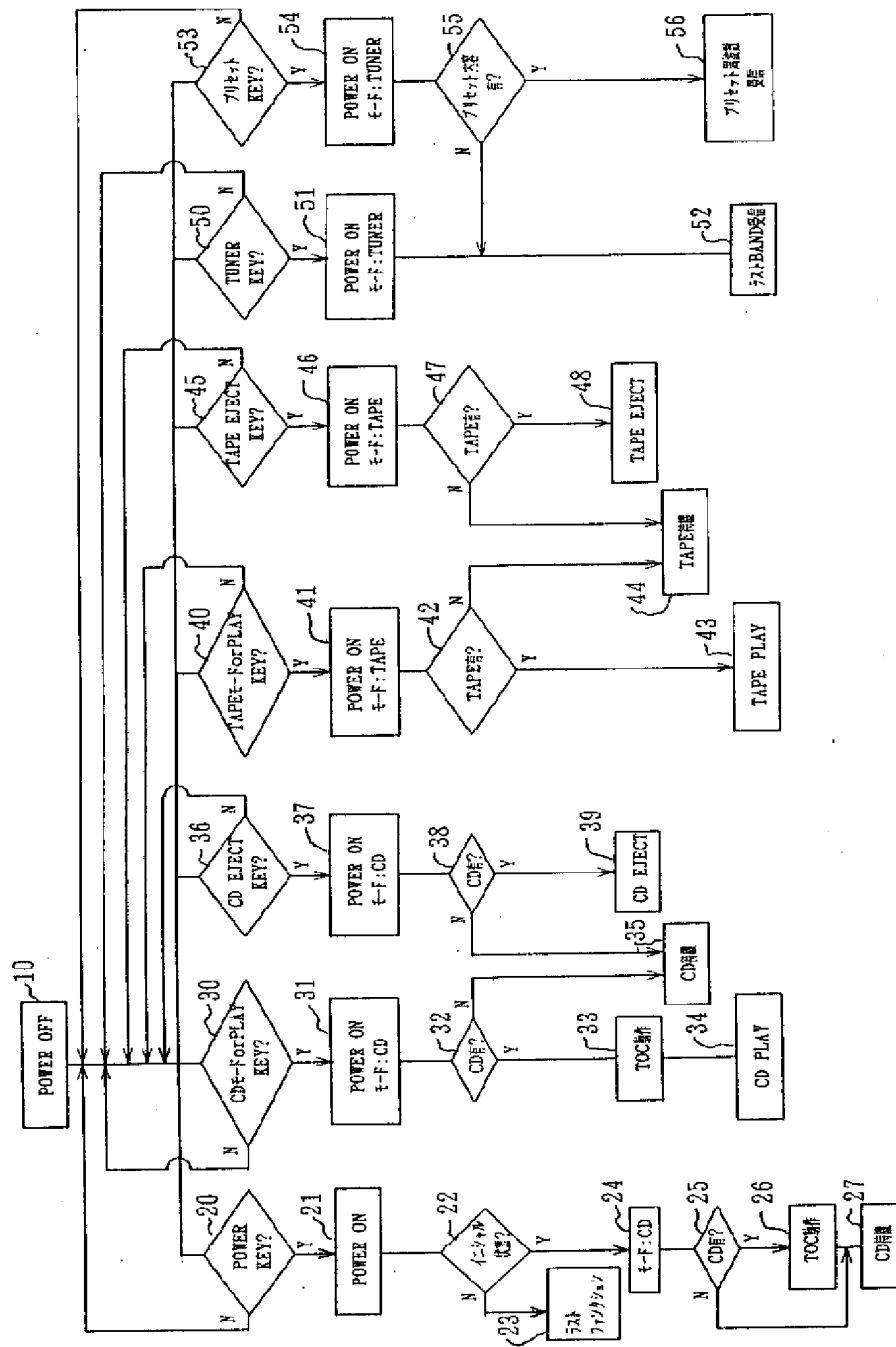 POWER OFF
10
POWER
KEY?
20
N
Y
POWER ON
21
イニシャル
状態?
22
N
Y
ラスト
ファンクション
23
モード:CD
24
CD有?
25
N
Y
TOC動作
26
CD待機
27
CDモードorPLAY
KEY?
30
N
Y
POWER ON
モード:CD
31
CD有?
32
N
Y
TOC動作
33
CD PLAY
34
CD待機
35
CD EJECT
KEY?
36
N
Y
POWER ON
モード:CD
37
CD有?
38
N
Y
CD EJECT
39
TAPEモードorPLAY
KEY?
40
N
Y
POWER ON
モード:TAPE
41
TAPE有?
42
N
Y
TAPE PLAY
43
TAPE待機
44
TAPE EJECT
KEY?
45
N
Y
POWER ON
モード:TAPE
46
TAPE有?
47
N
Y
TAPE EJECT
48
TUNER
KEY?
50
N
Y
POWER ON
モード:TUNER
51
ラストBAND受信
52
プリセット
KEY?
53
N
Y
POWER ON
モード:TUNER
54
プリセット内容
有?
55
N
Y
プリセット周波数
受信
56